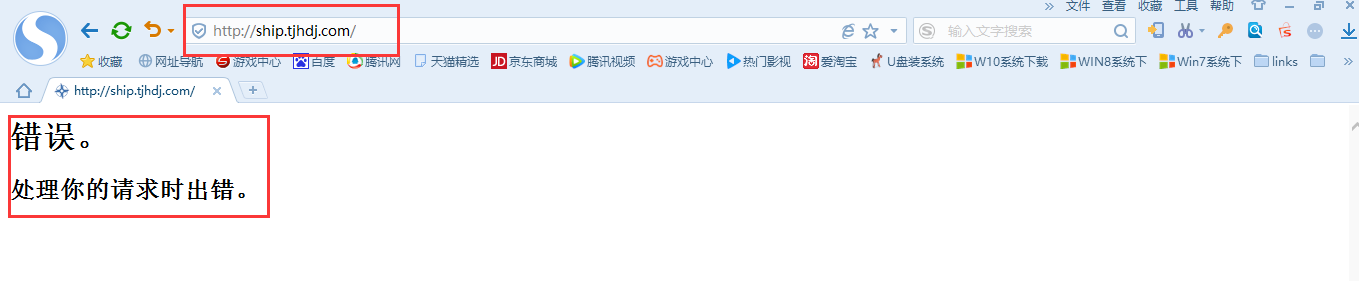 » 文件 查看 收藏 工具 帮助
http://ship.tjhdj.com/ 输入文字搜索
收藏 网址导航 游戏中心 百度 腾讯网 天猫精选 JD 京东商城 腾讯视频 游戏中心 热门影视 淘 爱淘宝 U盘装系统 W10系统下载 WIN8系统下 Win7系统下 links »
http://ship.tjhdj.com/
错误。
处理你的请求时出错。